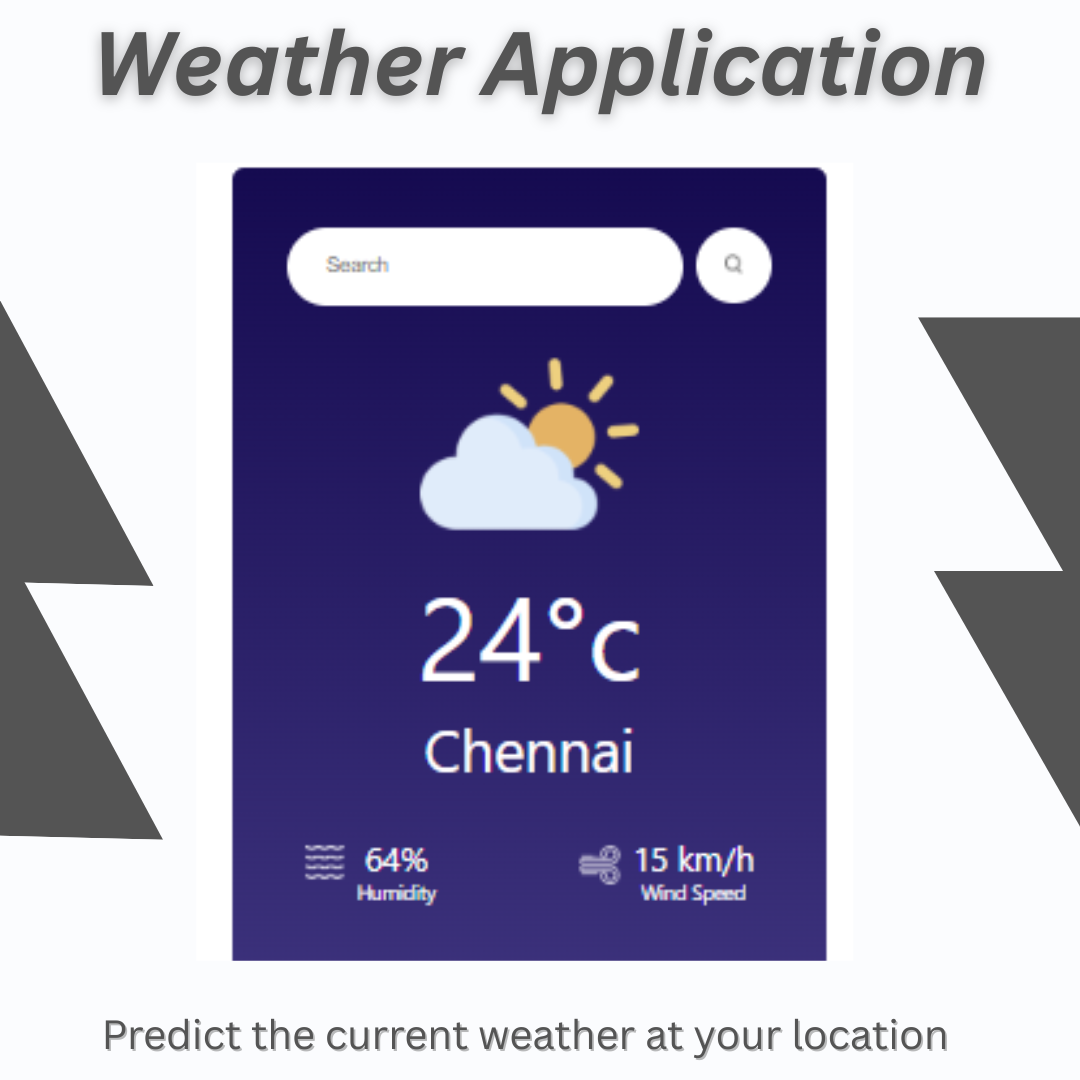 Weather Application
Search
24°c
Chennai
64%
Humidity
15 km/h
Wind Speed
Predict the current weather at your location